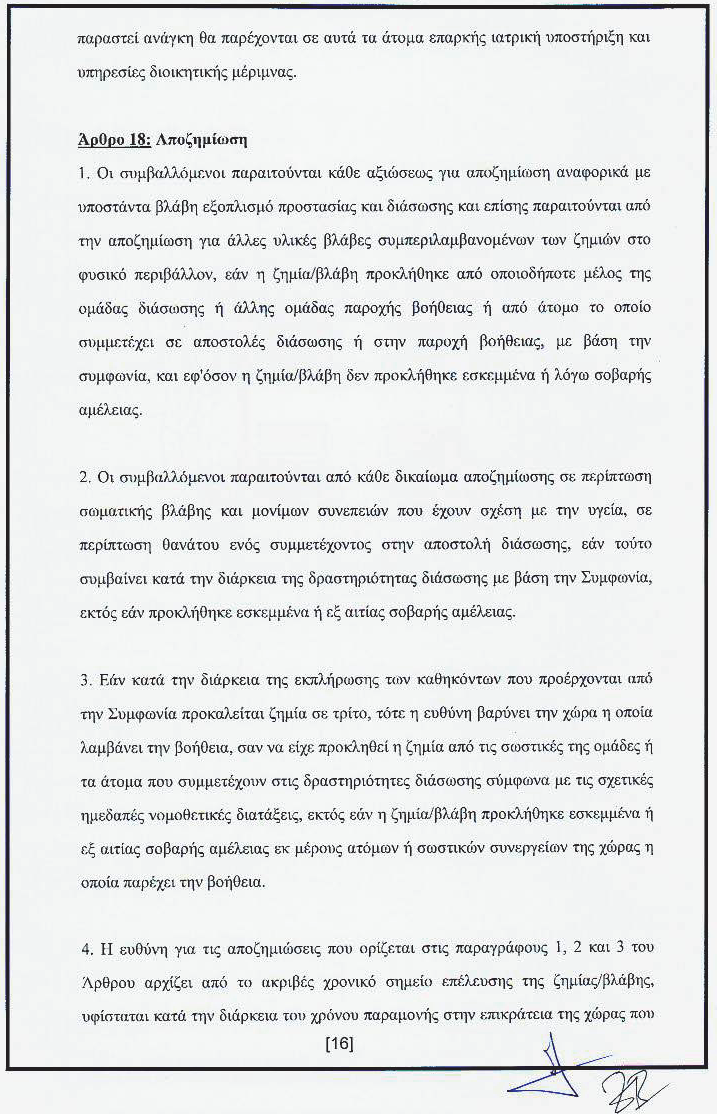 παραστεί ανάγκη θα παρέχονται σε αυτά τα άτομα επαρκής ιατρική υποστήριξη και
υπηρεσίες διοικητικής μέριμνας.
Άρθρο 18: Αποζημίωση
1. Οι συμβαλλόμενοι παραιτούνται κάθε αξιώσεως για αποζημίωση αναφορικά με
υποστάντα βλάβη εξοπλισμό προστασίας και διάσωσης και επίσης παραιτούνται από
την αποζημίωση για άλλες υλικές βλάβες συμπεριλαμβανομένων των ζημιών στο
φυσικό περιβάλλον, εάν η ζημία/βλάβη προκλήθηκε από οποιοδήποτε μέλος της
ομάδας διάσωσης ή άλλης ομάδας παροχής βοήθειας ή από άτομο το οποίο
συμμετέχει σε αποστολές διάσωσης ή στην παροχή βοήθειας, με βάση την
συμφωνία, και εφ'όσον η ζημία/βλάβη δεν προκλήθηκε εσκεμμένα ή λόγω σοβαρής
αμέλειας.
2. Οι συμβαλλόμενοι παραιτούνται από κάθε δικαίωμα αποζημίωσης σε περίπτωση
σωματικής βλάβης και μονίμων συνεπειών που έχουν σχέση με την υγεία, σε
περίπτωση θανάτου ενός συμμετέχοντος στην αποστολή διάσωσης, εάν τούτο
συμβαίνει κατά την διάρκεια της δραστηριότητας διάσωσης με βάση την Συμφωνία,
εκτός εάν προκλήθηκε εσκεμμένα ή εξ αιτίας σοβαρής αμέλειας.
3. Εάν κατά την διάρκεια της εκπλήρωσης των καθηκόντων που προέρχονται από
την Συμφωνία προκαλείται ζημία σε τρίτο, τότε η ευθύνη βαρύνει την χώρα η οποία
λαμβάνει την βοήθεια, σαν να είχε προκληθεί η ζημία από τις σωστικές της ομάδες ή
τα άτομα που συμμετέχουν στις δραστηριότητες διάσωσης σύμφωνα με τις σχετικές
ημεδαπές νομοθετικές διατάξεις, εκτός εάν η ζημία/βλάβη προκλήθηκε εσκεμμένα ή
εξ αιτίας σοβαρής αμέλειας εκ μέρους ατόμων ή σωστικών συνεργείων της χώρας η
οποία παρέχει την βοήθεια.
4. Η ευθύνη για τις αποζημιώσεις που ορίζεται στις παραγράφους 1, 2 και 3 του
Άρθρου αρχίζει από το ακριβές χρονικό σημείο επέλευσης της ζημίας/βλάβης,
υφίσταται κατά την διάρκεια του χρόνου παραμονής στην επικράτεια της χώρας που
[16]